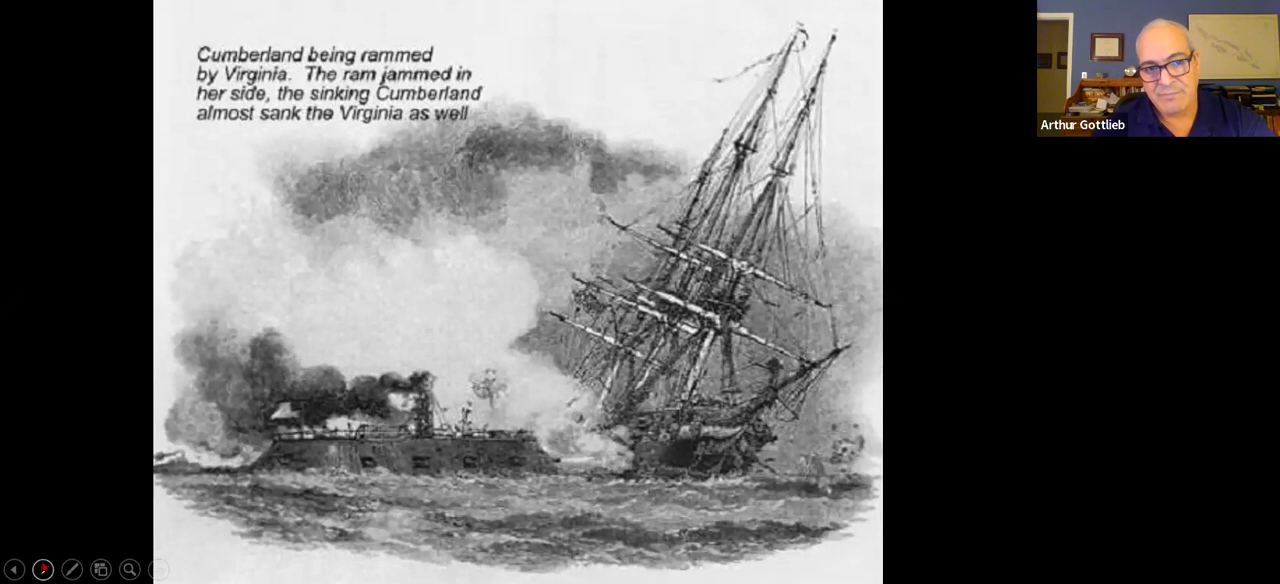 Cumberland being rammed
by Virginia. The ram jammed in
her side, the sinking Cumberland
almost sank the Virginia as well
Arthur Gottlieb